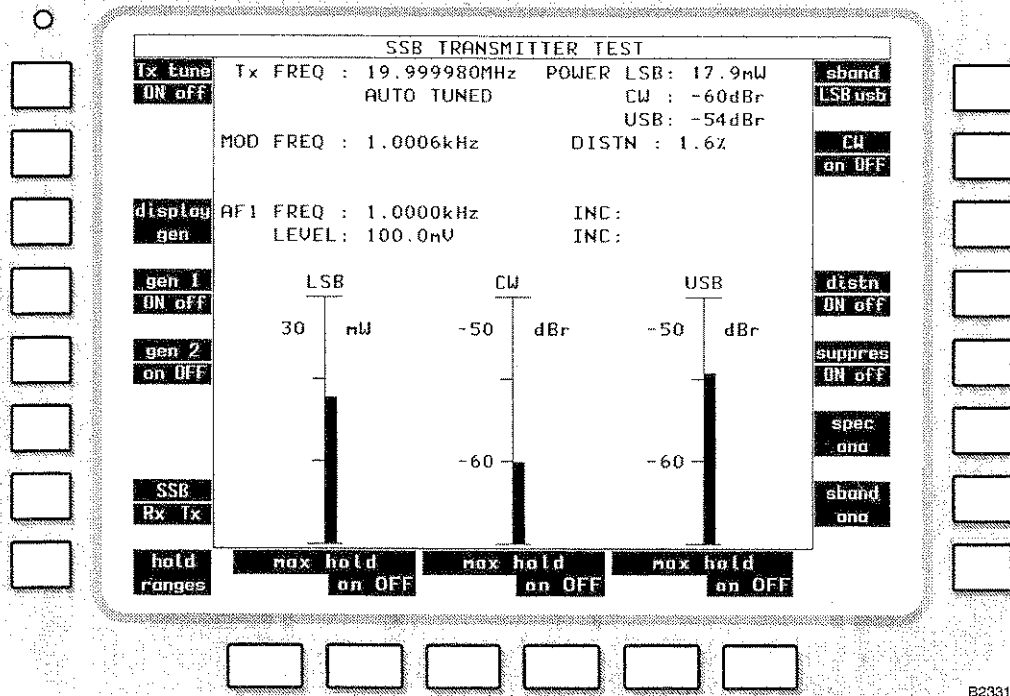 SSB TRANSMITTER TEST
Tx tune
ON off
Tx FREQ : 19.999980MHz
AUTO TUNED
POWER LSB: 17.9mW
CW : -60dBr
USB: -54dBr
sband
LSB usb
MOD FREQ : 1.0006kHz
DISTN : 1.6%
CW
on OFF
display
gen
AF1 FREQ : 1.0000kHz
INC:
LEVEL: 100.0mV
INC:
gen 1
ON off
LSB
CW
USB
distn
ON off
30 mW
-50 dBr
-50 dBr
gen 2
on OFF
suppres
ON off
spec
ana
-60
-60
SSB
Rx Tx
sband
ana
hold
ranges
max hold
on OFF
max hold
on OFF
max hold
on OFF
B2331